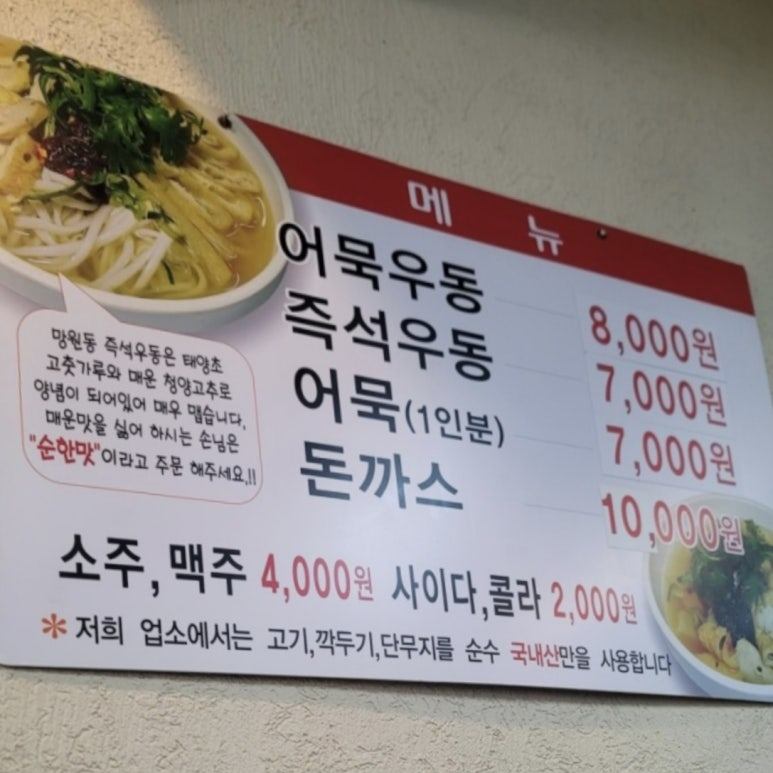 메뉴
어묵우동 8,000원
즉석우동 7,000원
어묵(1인분) 7,000원
돈까스 10,000원
망원동 즉석우동은 태양초
고춧가루와 매운 청양고추로
양념이 되어있어 매우 맵습니다.
매운맛을 싫어 하시는 손님은
"순한맛"이라고 주문 해주세요.!!
소주, 맥주 4,000원 사이다,콜라 2,000원
* 저희 업소에서는 고기,깍두기,단무지를 순수 국내산만을 사용합니다